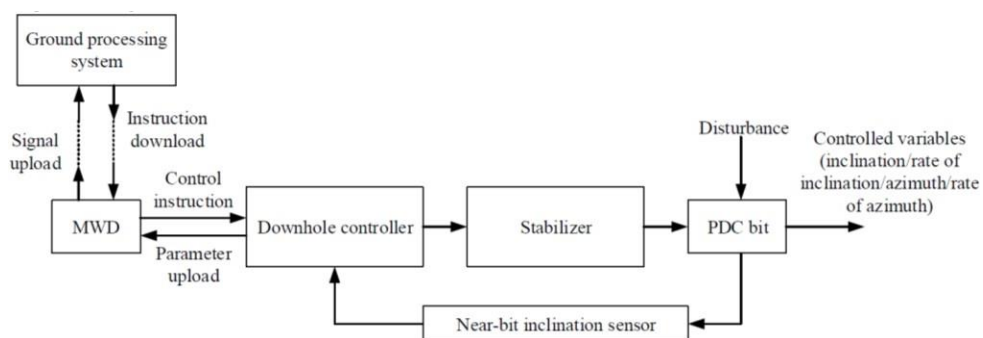 Ground processing
system
Signal
upload
Instruction
download
Disturbance
Controlled variables
(inclination/rate of
inclination/azimuth/rate
of azimuth)
Control
instruction
MWD
Parameter
upload
Downhole controller
Stabilizer
PDC bit
Near-bit inclination sensor